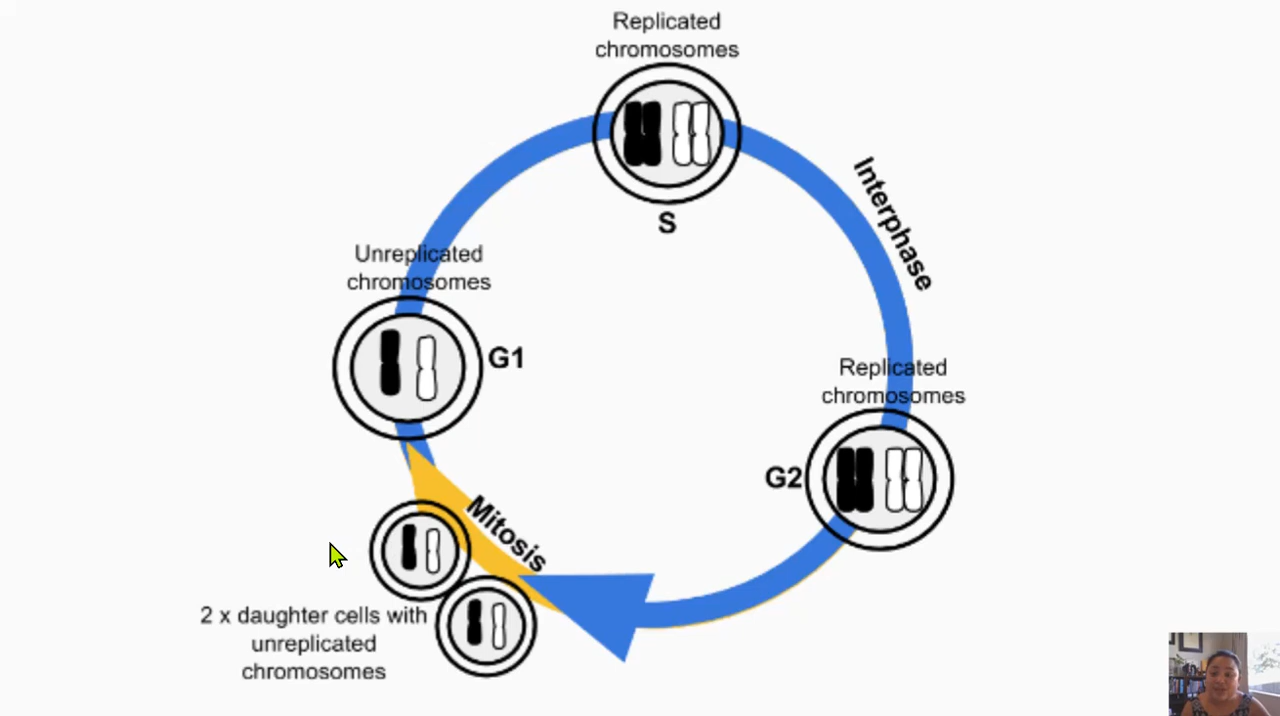 Replicated
chromosomes
S
Interphase
Unreplicated
chromosomes
G1
Replicated
chromosomes
G2
Mitosis
2 x daughter cells with
unreplicated
chromosomes